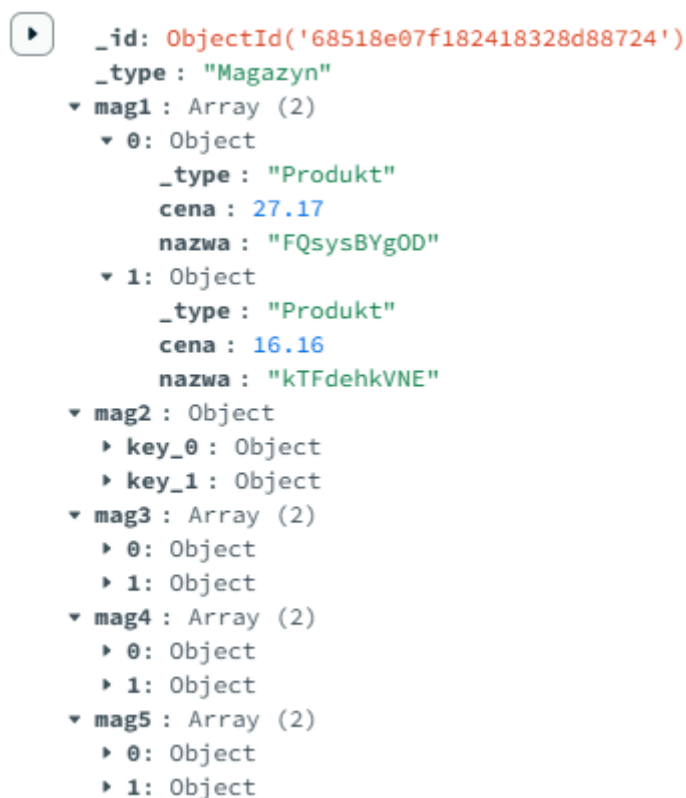 _id: ObjectId('68518e07f182418328d88724')
_type : "Magazyn"
mag1 : Array (2)
0: Object
_type : "Produkt"
cena : 27.17
nazwa : "FQsysBYgOD"
1: Object
_type : "Produkt"
cena : 16.16
nazwa : "kTFdehkVNE"
mag2 : Object
key_0 : Object
key_1 : Object
mag3 : Array (2)
0: Object
1: Object
mag4 : Array (2)
0: Object
1: Object
mag5 : Array (2)
0: Object
1: Object